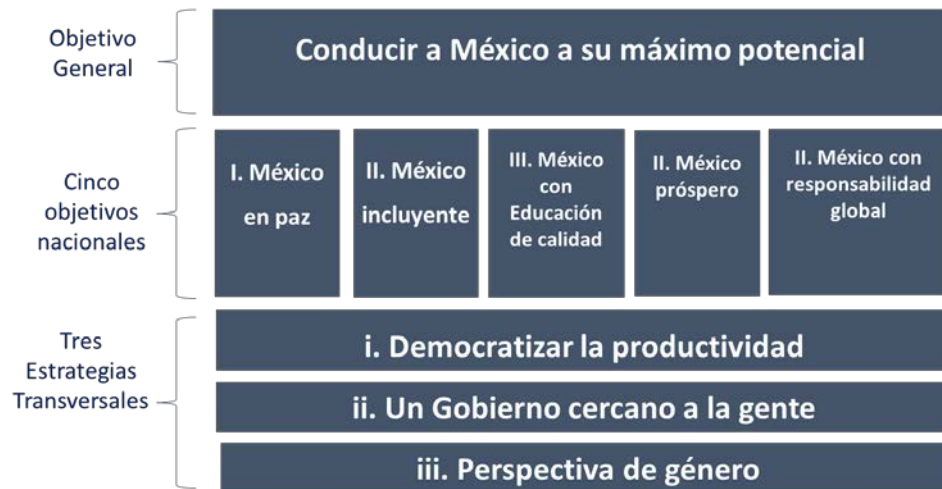 Objetivo
General
Conducir a México a su máximo potencial
Cinco
objetivos
nacionales
I. México
en paz
II. México
incluyente
III. México
con
Educación
de calidad
II. México
próspero
II. México con
responsabilidad
global
Tres
Estrategias
Transversales
i. Democratizar la productividad
ii. Un Gobierno cercano a la gente
iii. Perspectiva de género